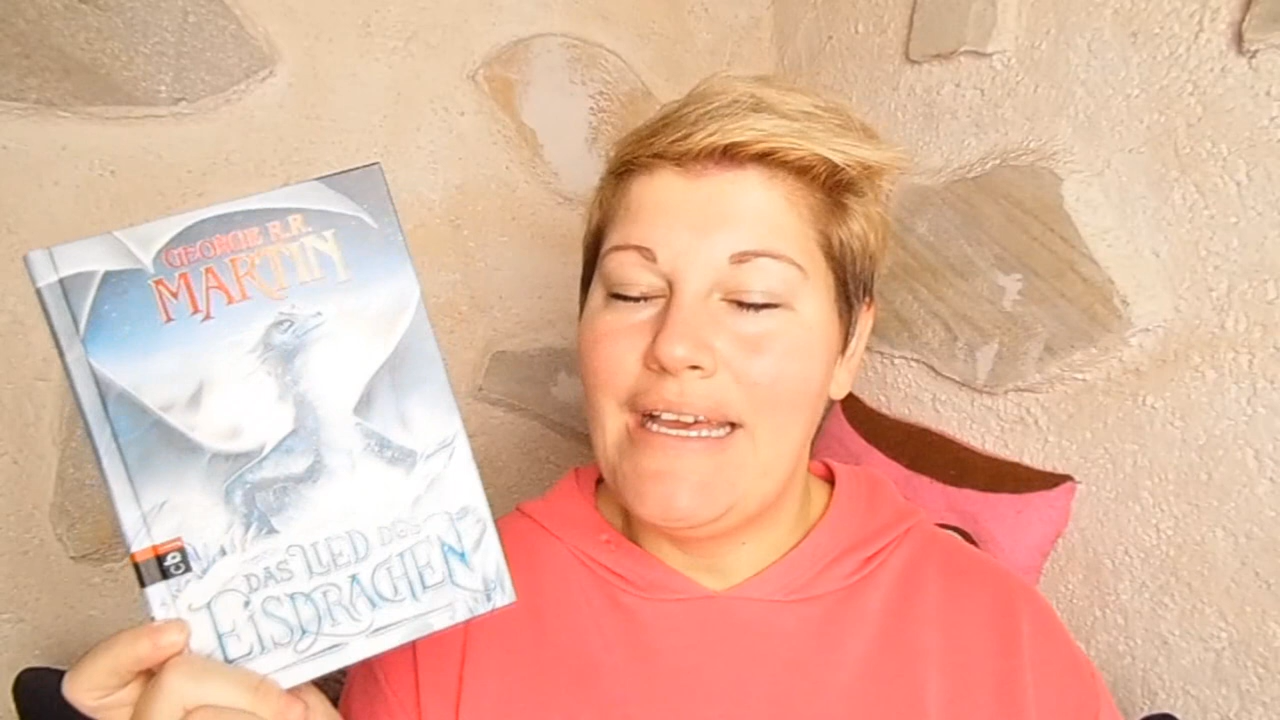 GEORGE R.R.
MARTIN
DAS LIED DES
EISDRACHEN
cbj